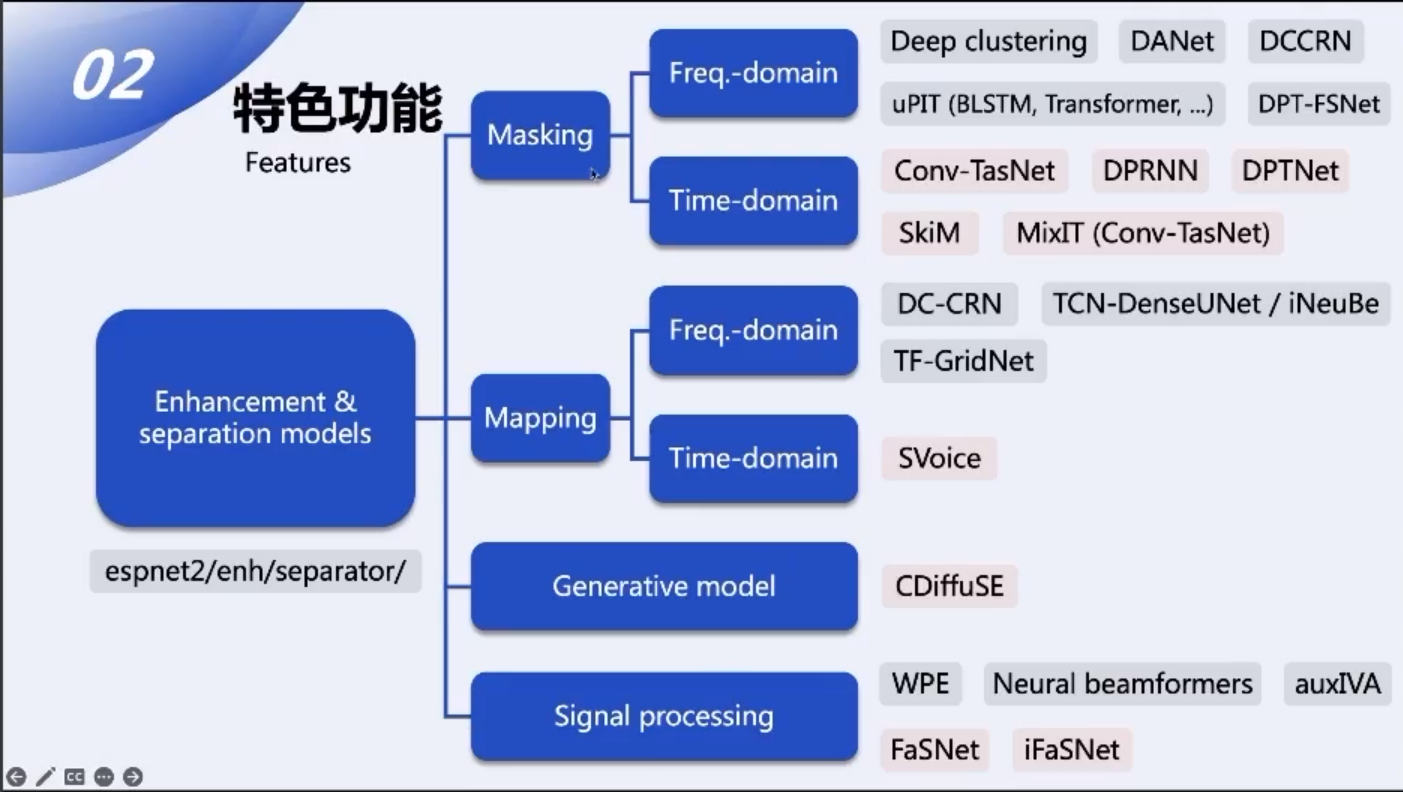 02
特色功能
Features
Enhancement &
separation models
espnet2/enh/separator/
Masking
Freq.-domain
Deep clustering
DANet
DCCRN
uPIT (BLSTM, Transformer, ...)
DPT-FSNet
Time-domain
Conv-TasNet
DPRNN
DPTNet
SkiM
MixIT (Conv-TasNet)
Mapping
Freq.-domain
DC-CRN
TCN-DenseUNet / iNeuBe
TF-GridNet
Time-domain
SVoice
Generative model
CDiffuSE
Signal processing
WPE
Neural beamformers
auxIVA
FaSNet
iFaSNet
CC